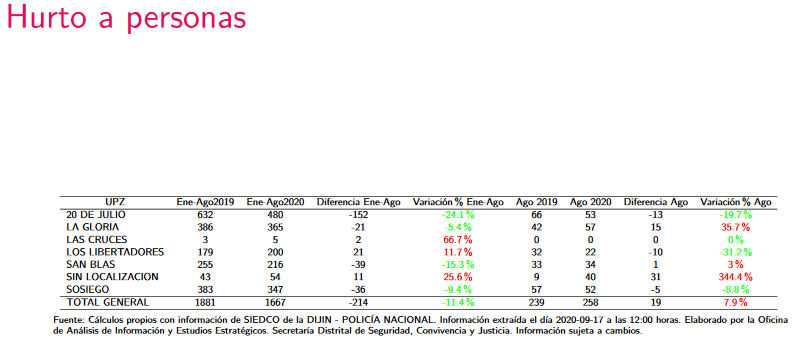 Hurto a personas
UPZ Ene-Ago2019 Ene-Ago2020 Diferencia Ene-Ago Variación % Ene-Ago Ago 2019 Ago 2020 Diferencia Ago Variación % Ago
20 DE JULIO 632 480 -152 -24.1 % 66 53 -13 -19.7 %
LA GLORIA 386 365 -21 -5.4 % 42 57 15 35.7 %
LAS CRUCES 3 5 2 66.7 % 0 0 0 0 %
LOS LIBERTADORES 179 200 21 11.7 % 32 22 -10 -31.2 %
SAN BLAS 255 216 -39 -15.3 % 33 34 1 3 %
SIN LOCALIZACION 43 54 11 25.6 % 9 40 31 344.4 %
SOSIEGO 383 347 -36 -9.4 % 57 52 -5 -8.8 %
TOTAL GENERAL 1881 1667 -214 -11.4 % 239 258 19 7.9 %
Fuente: Cálculos propios con información de SIEDCO de la DIJIN - POLICÍA NACIONAL. Información extraída el día 2020-09-17 a las 12:00 horas. Elaborado por la Oficina
de Análisis de Información y Estudios Estratégicos. Secretaría Distrital de Seguridad, Convivencia y Justicia. Información sujeta a cambios.